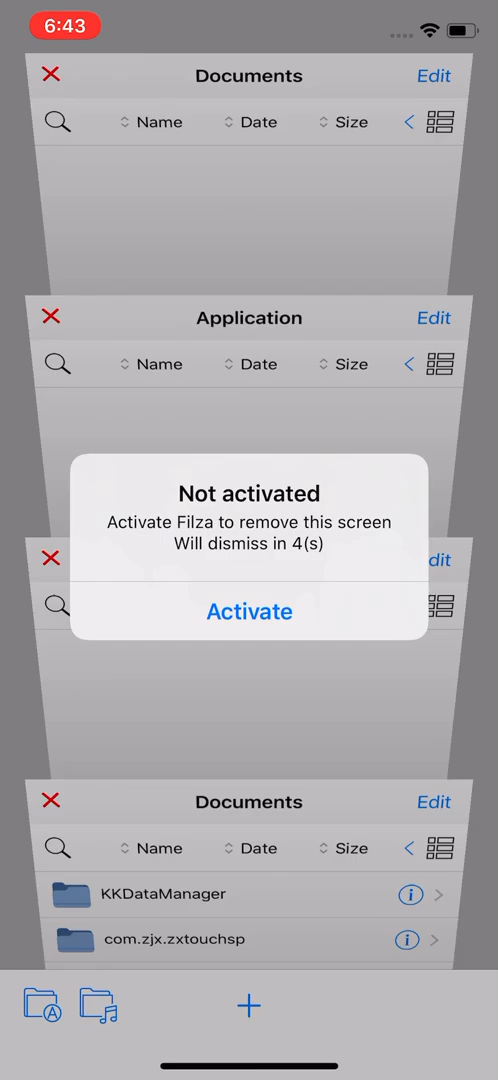 6:43
Documents
Edit
Name
Date
Size
Application
Edit
Name
Date
Size
Not activated
Activate Filza to remove this screen
Will dismiss in 4(s)
dit
Activate
Documents
Edit
Name
Date
Size
KKDataManager
com.zjx.zxtouchsp